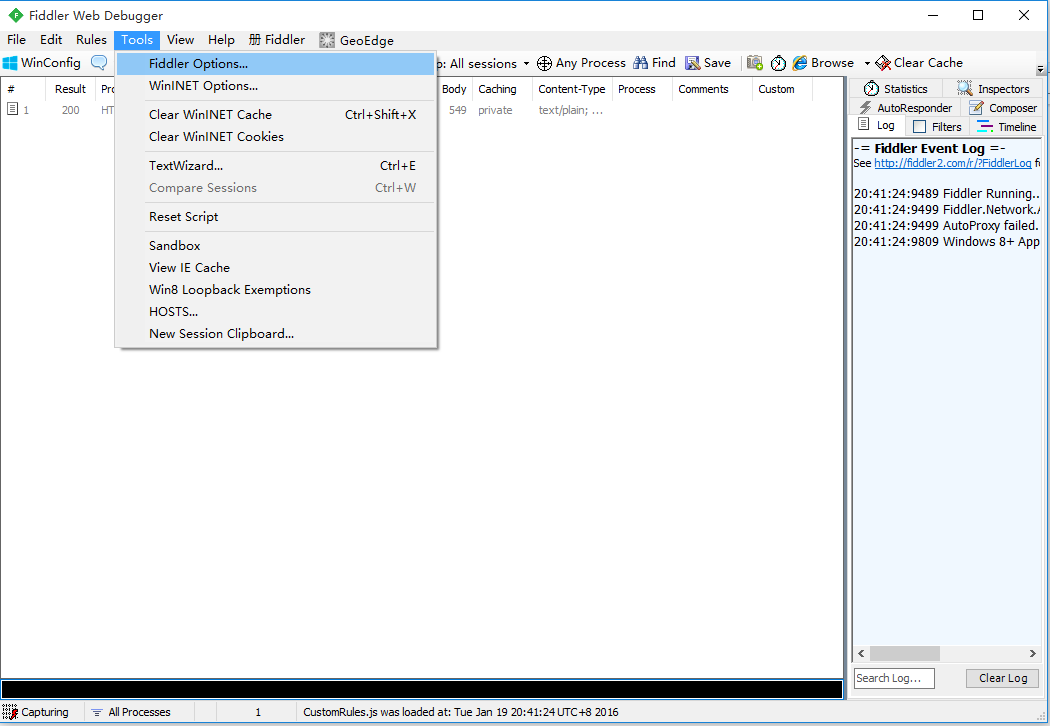 Fiddler Web Debugger
File Edit Rules Tools View Help Fiddler GeoEdge
WinConfig : All sessions Any Process Find Save Browse Clear Cache
Fiddler Options...
WinINET Options...
Clear WinINET Cache Ctrl+Shift+X
Clear WinINET Cookies
TextWizard... Ctrl+E
Compare Sessions Ctrl+W
Reset Script
Sandbox
View IE Cache
Win8 Loopback Exemptions
HOSTS...
New Session Clipboard...
# Result Body Caching Content-Type Process Comments Custom
1 200 HT 549 private text/plain; ...
Statistics Inspectors
AutoResponder Composer
Log Filters Timeline
-= Fiddler Event Log =-
See http://fiddler2.com/r/?FiddlerLog
20:41:24:9489 Fiddler Running..
20:41:24:9499 Fiddler.Network.
20:41:24:9499 AutoProxy failed.
20:41:24:9809 Windows 8+ App
Search Log... Clear Log
Capturing All Processes 1 CustomRules.js was loaded at: Tue Jan 19 20:41:24 UTC+8 2016